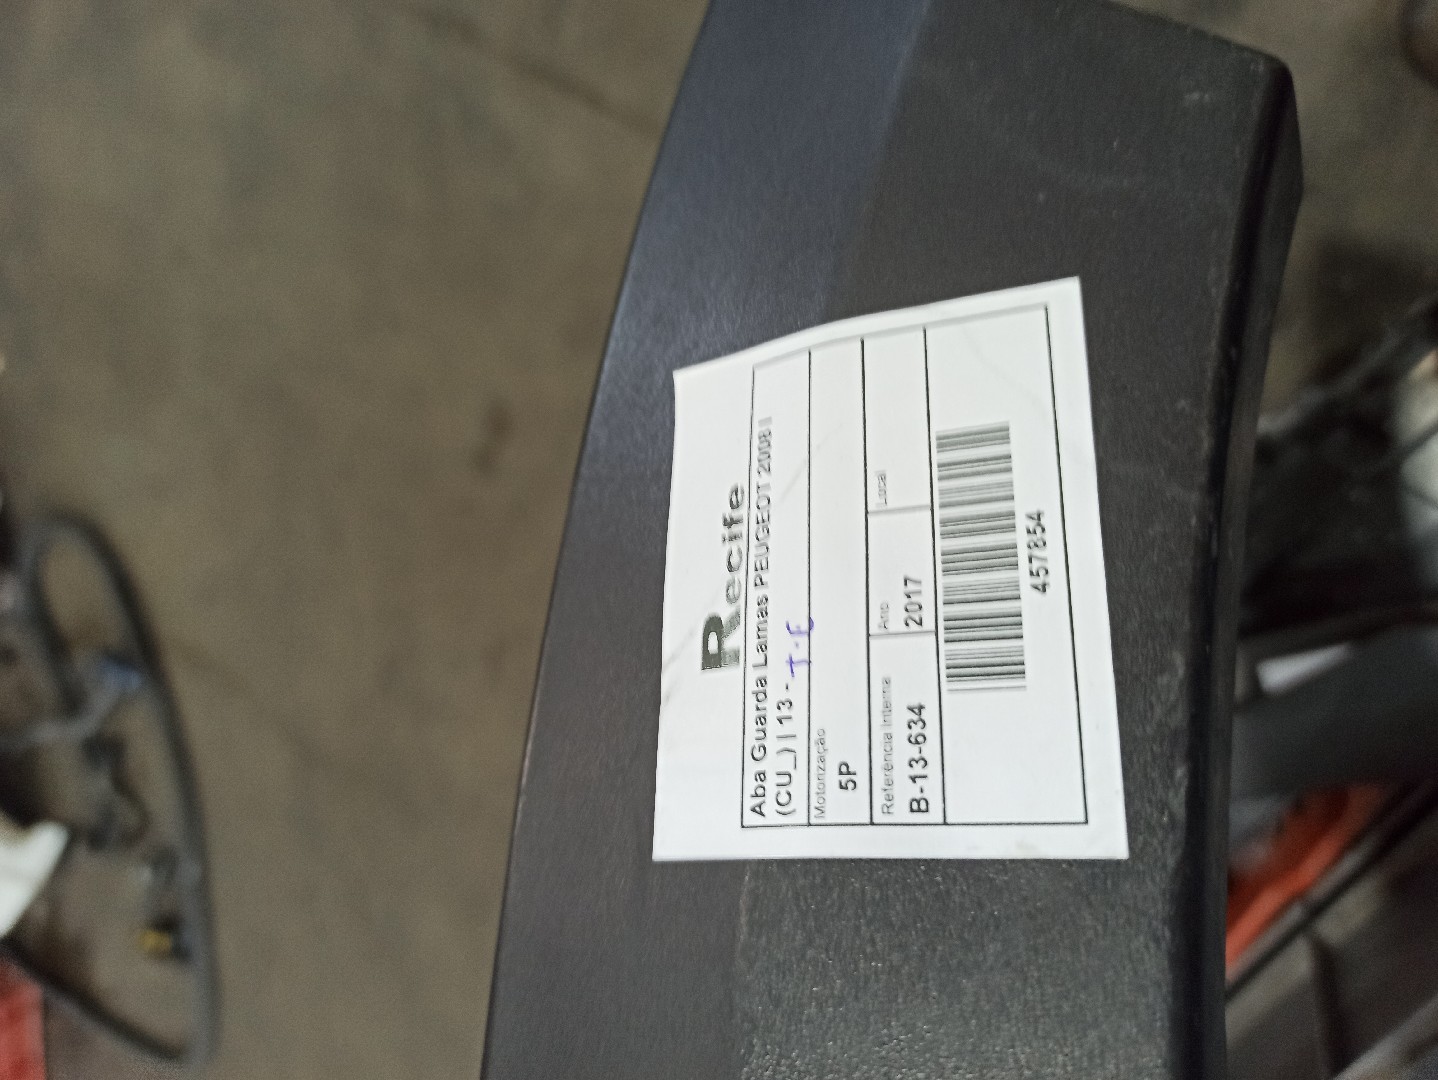 Recife
Aba Guarda Lamas PEUGEOT 2008 I
(CU_) | 13 - T.E
Motorização
5P
Referência Interna
B-13-634
Ano
2017
Local
457854